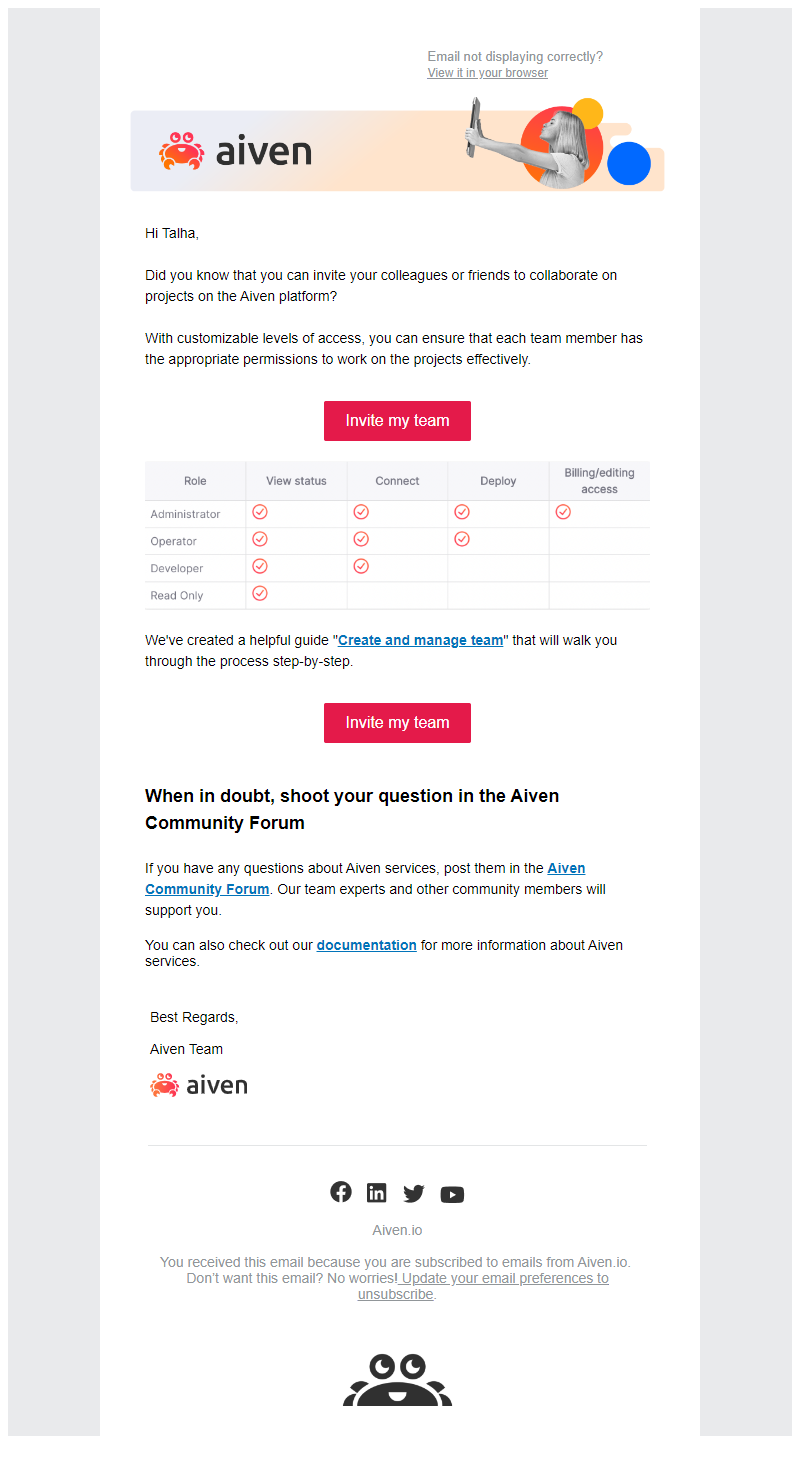 Email not displaying correctly?
View it in your browser
aiven
Hi Talha,
Did you know that you can invite your colleagues or friends to collaborate on
projects on the Aiven platform?
With customizable levels of access, you can ensure that each team member has
the appropriate permissions to work on the projects effectively.
Invite my team
Role View status Connect Deploy Billing/editing access
Administrator
Operator
Developer
Read Only
We've created a helpful guide "Create and manage team" that will walk you
through the process step-by-step.
Invite my team
When in doubt, shoot your question in the Aiven
Community Forum
If you have any questions about Aiven services, post them in the Aiven
Community Forum. Our team experts and other community members will
support you.
You can also check out our documentation for more information about Aiven
services.
Best Regards,
Aiven Team
aiven
Aiven.io
You received this email because you are subscribed to emails from Aiven.io.
Don't want this email? No worries! Update your email preferences to
unsubscribe.